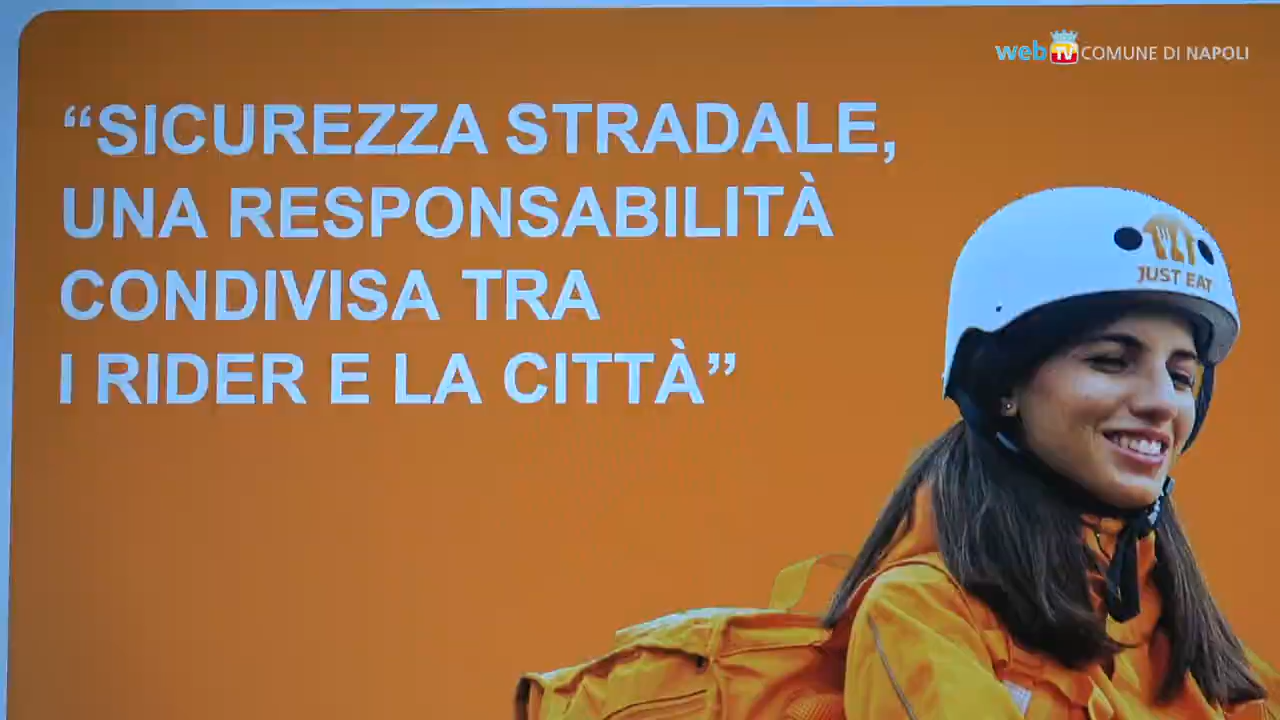 web TV COMUNE DI NAPOLI
“SICUREZZA STRADALE,
UNA RESPONSABILITÀ
CONDIVISA TRA
I RIDER E LA CITTÀ”
JUST EAT